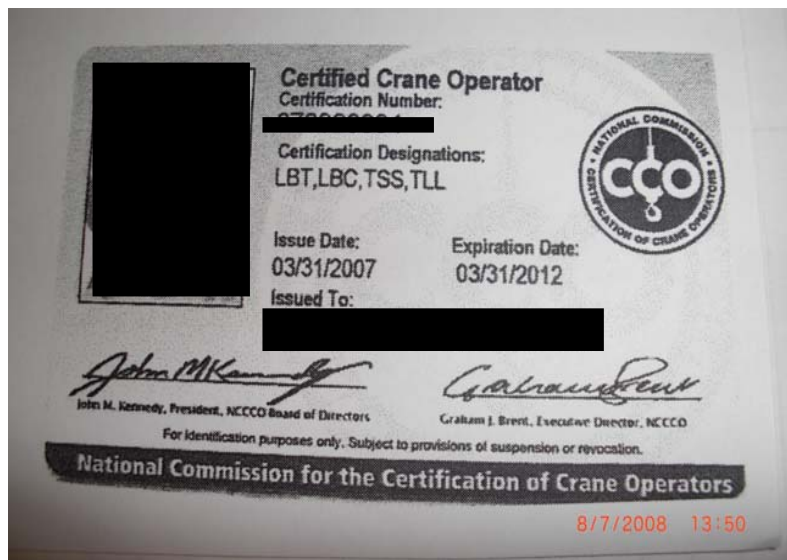 Certified Crane Operator
Certification Number:
Certification Designations:
LBT,LBC,TSS,TLL
Issue Date:
03/31/2007
Expiration Date:
03/31/2012
Issued To:
NATIONAL COMMISSION
CCO
CERTIFICATION OF CRANE OPERATORS
John M. Kennedy, President, NCCCO Board of Directors
Graham J. Brent, Executive Director, NCCCO
For identification purposes only. Subject to provisions of suspension or revocation.
National Commission for the Certification of Crane Operators
8/7/2008 13:50